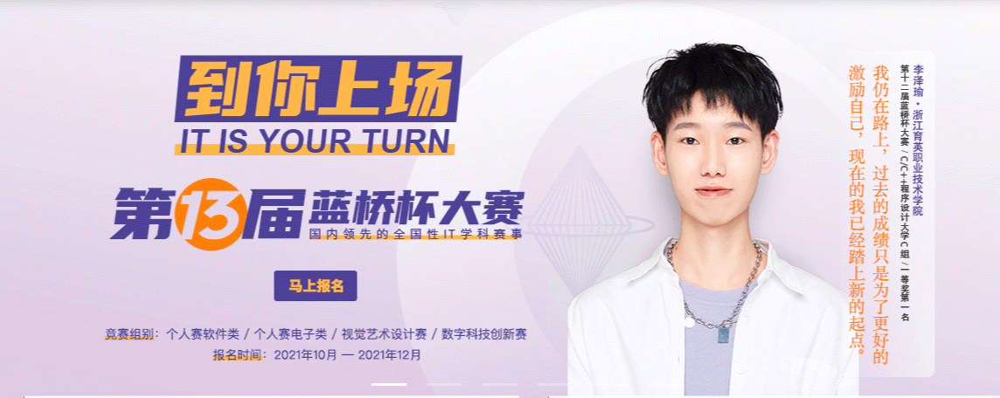 到你上场
IT IS YOUR TURN
第13届蓝桥杯大赛
国内领先的全国性IT学科赛事
马上报名
竞赛组别：个人赛软件类 / 个人赛电子类 / 视觉艺术设计赛 / 数字科技创新赛
报名时间：2021年10月 — 2021年12月
李泽瑜·浙江育英职业技术学院
第十二届蓝桥杯大赛 / C/C++程序设计大学C组 / 一等奖第一名
我仍在路上，过去的成绩只是为了更好的
激励自己，现在的我已经踏上新的起点。